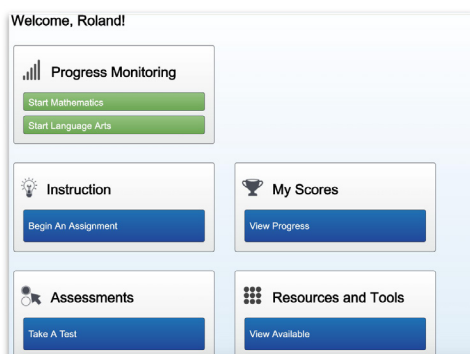 Welcome, Roland!
Progress Monitoring
Start Mathematics
Start Language Arts
Instruction
Begin An Assignment
My Scores
View Progress
Assessments
Take A Test
Resources and Tools
View Available